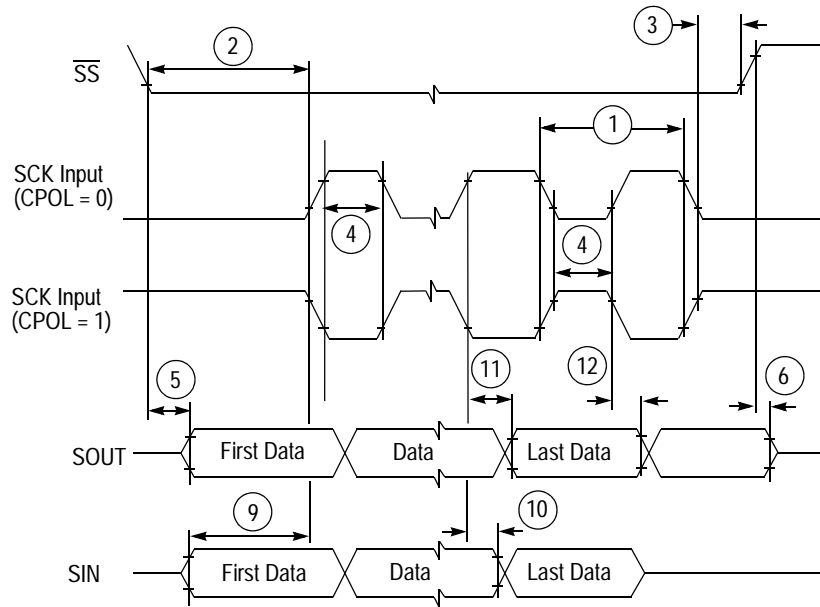 3
2
SS
1
SCK Input
(CPOL = 0)
4
4
SCK Input
(CPOL = 1)
5
11
12
6
SOUT First Data Data Last Data
9
10
SIN First Data Data Last Data